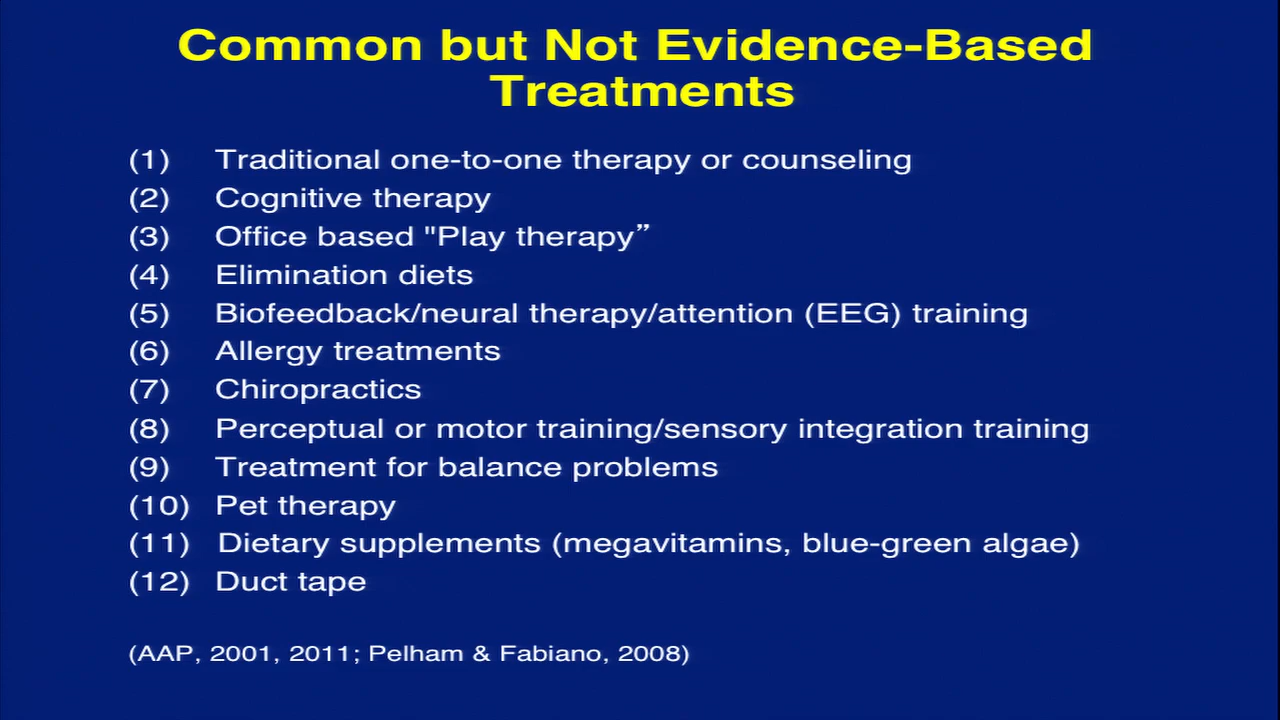 Common but Not Evidence-Based
Treatments
(1) Traditional one-to-one therapy or counseling
(2) Cognitive therapy
(3) Office based "Play therapy”
(4) Elimination diets
(5) Biofeedback/neural therapy/attention (EEG) training
(6) Allergy treatments
(7) Chiropractics
(8) Perceptual or motor training/sensory integration training
(9) Treatment for balance problems
(10) Pet therapy
(11) Dietary supplements (megavitamins, blue-green algae)
(12) Duct tape
(AAP, 2001, 2011; Pelham & Fabiano, 2008)